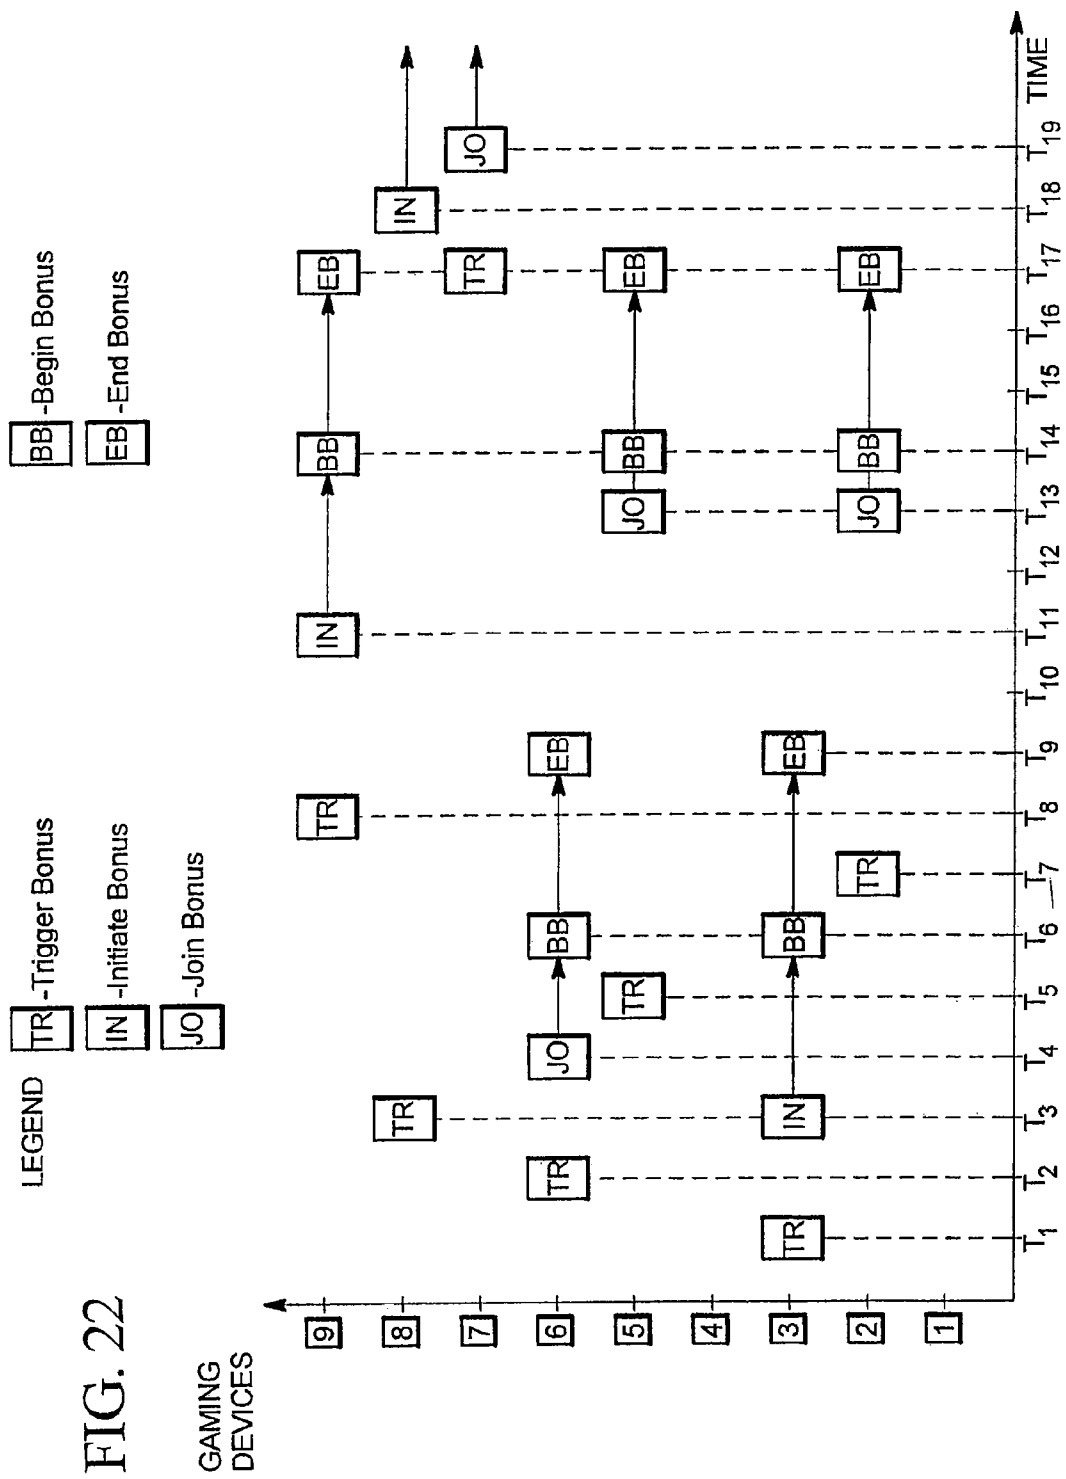 FIG. 22
LEGEND
TR -Trigger Bonus
IN -Initiate Bonus
JO -Join Bonus
BB -Begin Bonus
EB -End Bonus
GAMING
DEVICES
9 TR IN BB EB
8 TR IN
7 TR JO
6 TR JO BB EB
5 TR JO BB EB
4
3 TR IN BB EB
2 TR JO BB EB
1
T1 T2 T3 T4 T5 T6 T7 T8 T9 T10 T11 T12 T13 T14 T15 T16 T17 T18 T19 TIME